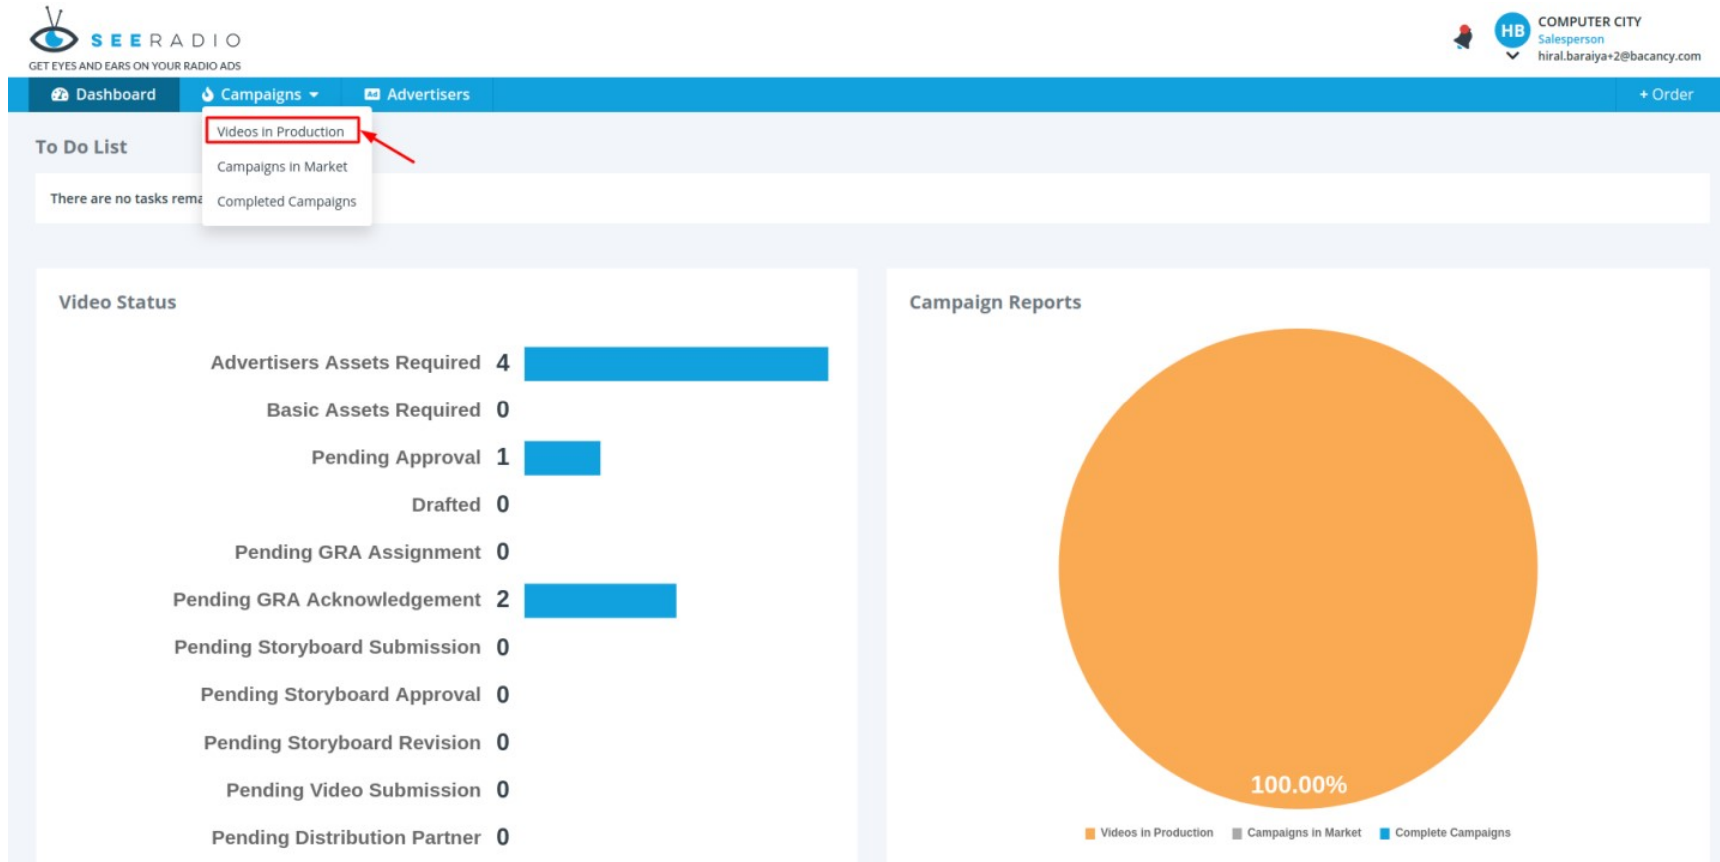 SEERADIO
GET EYES AND EARS ON YOUR RADIO ADS
HB
COMPUTER CITY
Salesperson
hiral.baraiya+2@bacancy.com
Dashboard
Campaigns
Ad Advertisers
+ Order
Videos in Production
Campaigns in Market
Completed Campaigns
To Do List
There are no tasks rema
Video Status
Advertisers Assets Required 4
Basic Assets Required 0
Pending Approval 1
Drafted 0
Pending GRA Assignment 0
Pending GRA Acknowledgement 2
Pending Storyboard Submission 0
Pending Storyboard Approval 0
Pending Storyboard Revision 0
Pending Video Submission 0
Pending Distribution Partner 0
Campaign Reports
100.00%
Videos in Production
Campaigns in Market
Complete Campaigns